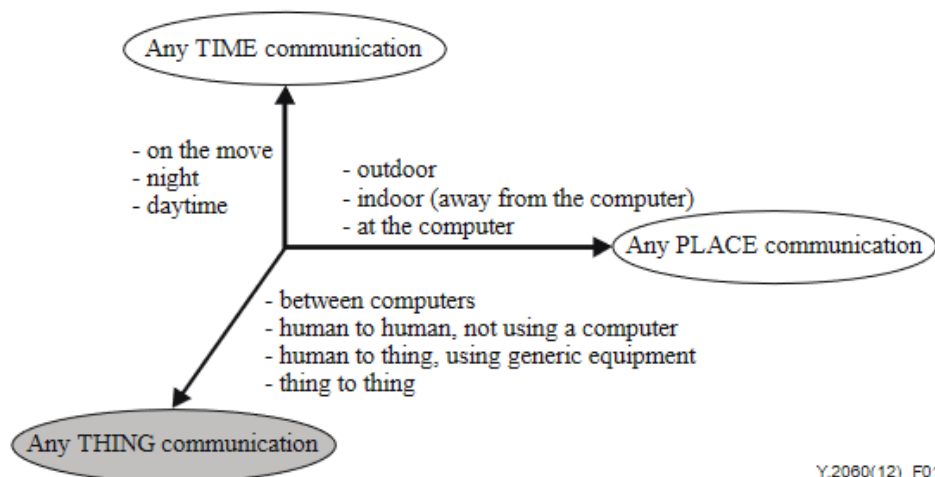 Any TIME communication
- on the move
- night
- daytime
- outdoor
- indoor (away from the computer)
- at the computer
Any PLACE communication
- between computers
- human to human, not using a computer
- human to thing, using generic equipment
- thing to thing
Any THING communication
Y.2060(12)_F01